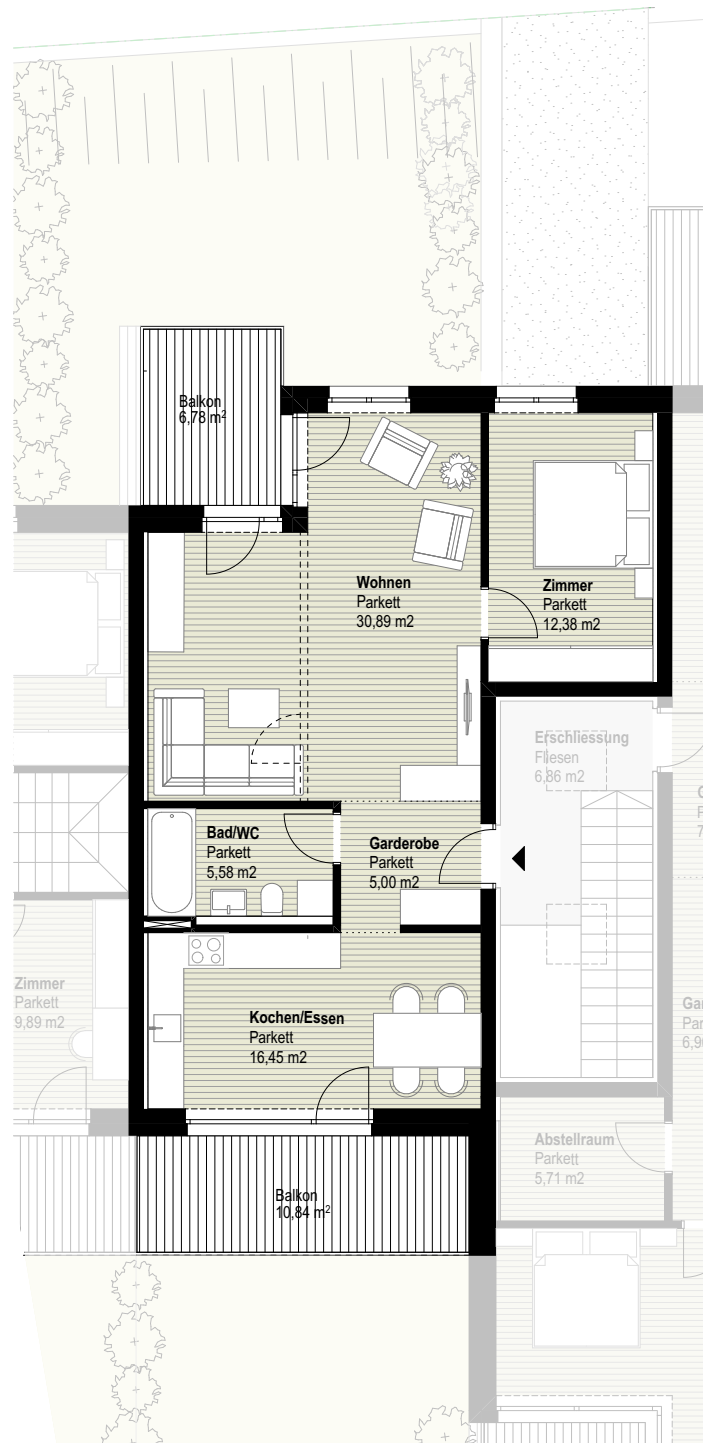 Balkon
6,78 m²
Wohnen
Parkett
30,89 m2
Zimmer
Parkett
12,38 m2
Erschliessung
Fliesen
6,86 m2
Bad/WC
Parkett
5,58 m2
Garderobe
Parkett
5,00 m2
Zimmer
Parkett
9,89 m2
Kochen/Essen
Parkett
16,45 m2
Abstellraum
Parkett
5,71 m2
Balkon
10,84 m²